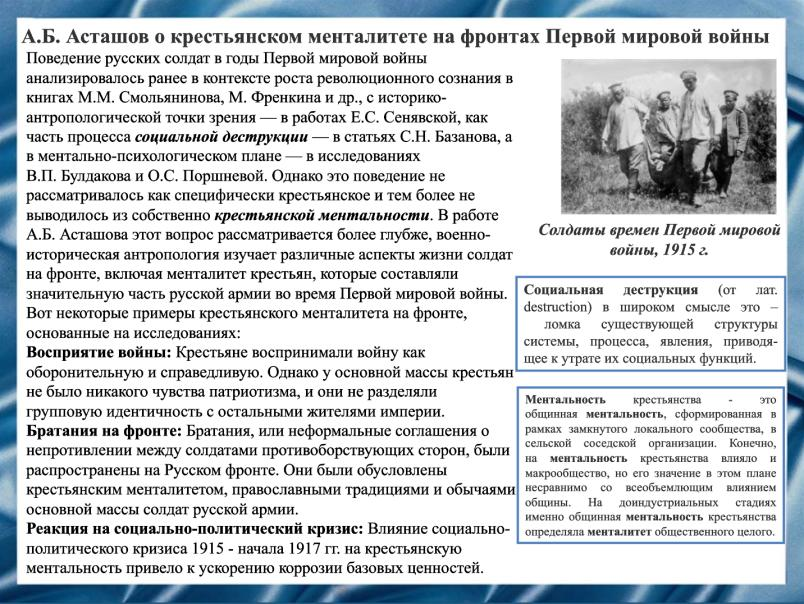 А.Б. Асташов о крестьянском менталитете на фронтах Первой мировой войны
Поведение русских солдат в годы Первой мировой войны
анализировалось ранее в контексте роста революционного сознания в
книгах М.М. Смольянинова, М. Френкина и др., с историко-
антропологической точки зрения — в работах Е.С. Сенявской, как
часть процесса социальной деструкции — в статьях С.Н. Базанова, а
в ментально-психологическом плане — в исследованиях
В.П. Булдакова и О.С. Поршневой. Однако это поведение не
рассматривалось как специфически крестьянское и тем более не
выводилось из собственно крестьянской ментальности. В работе
А.Б. Асташова этот вопрос рассматривается более глубже, военно-
историческая антропология изучает различные аспекты жизни солдат
на фронте, включая менталитет крестьян, которые составляли
значительную часть русской армии во время Первой мировой войны.
Вот некоторые примеры крестьянского менталитета на фронте,
основанные на исследованиях:
Восприятие войны: Крестьяне воспринимали войну как
оборонительную и справедливую. Однако у основной массы крестьян
не было никакого чувства патриотизма, и они не разделяли
групповую идентичность с остальными жителями империи.
Братания на фронте: Братания, или неформальные соглашения о
непротивлении между солдатами противоборствующих сторон, были
распространены на Русском фронте. Они были обусловлены
крестьянским менталитетом, православными традициями и обычаями
основной массы солдат русской армии.
Реакция на социально-политический кризис: Влияние социально-
политического кризиса 1915 - начала 1917 гг. на крестьянскую
ментальность привело к ускорению коррозии базовых ценностей.
Солдаты времен Первой мировой
войны, 1915 г.
Социальная деструкция (от лат.
destruction) в широком смысле это –
ломка существующей структуры
системы, процесса, явления, приводя-
щее к утрате их социальных функций.
Ментальность крестьянства - это
общинная ментальность, сформированная в
рамках замкнутого локального сообщества, в
сельской соседской организации. Конечно,
на ментальность крестьянства влияло и
макрообщество, но его значение в этом плане
несравнимо со всеобъемлющим влиянием
общины. На доиндустриальных стадиях
именно общинная ментальность крестьянства
определяла менталитет общественного целого.